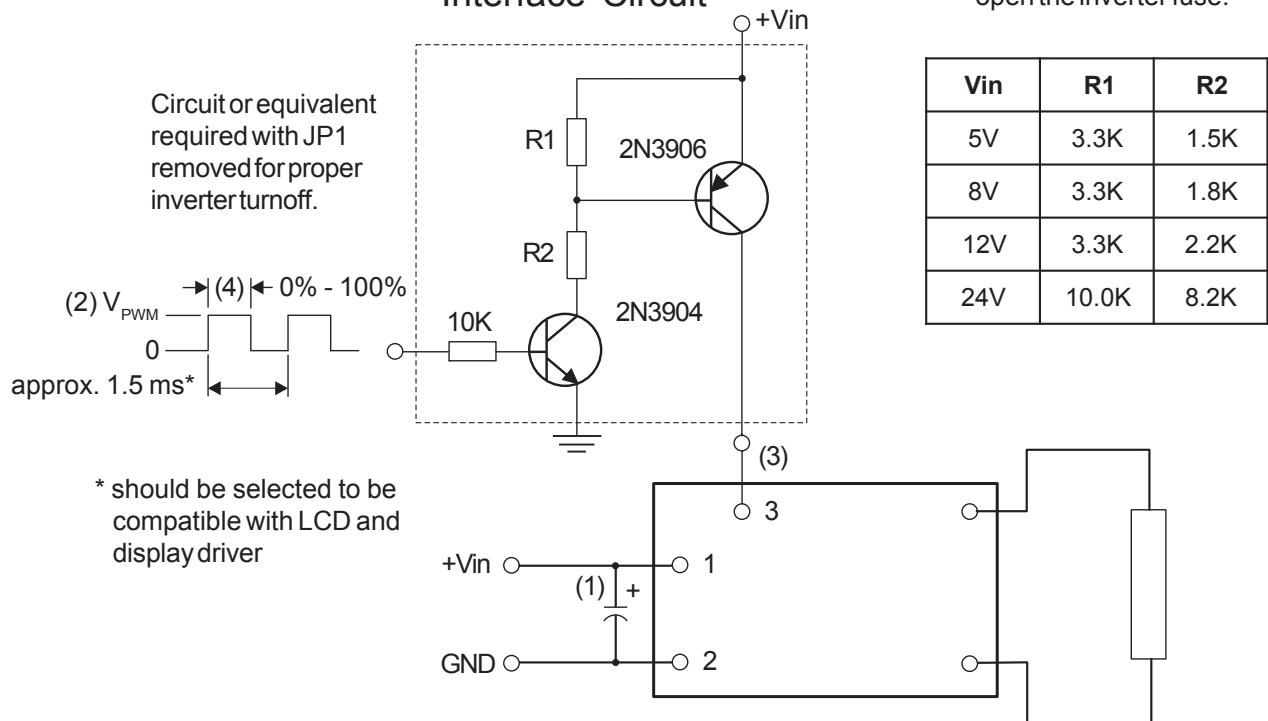 Interface Circuit
open the inverter fuse.
+Vin
Circuit or equivalent
required with JP1
removed for proper
inverter turnoff.
R1
2N3906
R2
2N3904
10K
(2) VPWM
(4)
0% - 100%
0
approx. 1.5 ms*
* should be selected to be
compatible with LCD and
display driver
Vin R1 R2
5V 3.3K 1.5K
8V 3.3K 1.8K
12V 3.3K 2.2K
24V 10.0K 8.2K
(3)
3
+Vin
1
(1)
+
GND
2